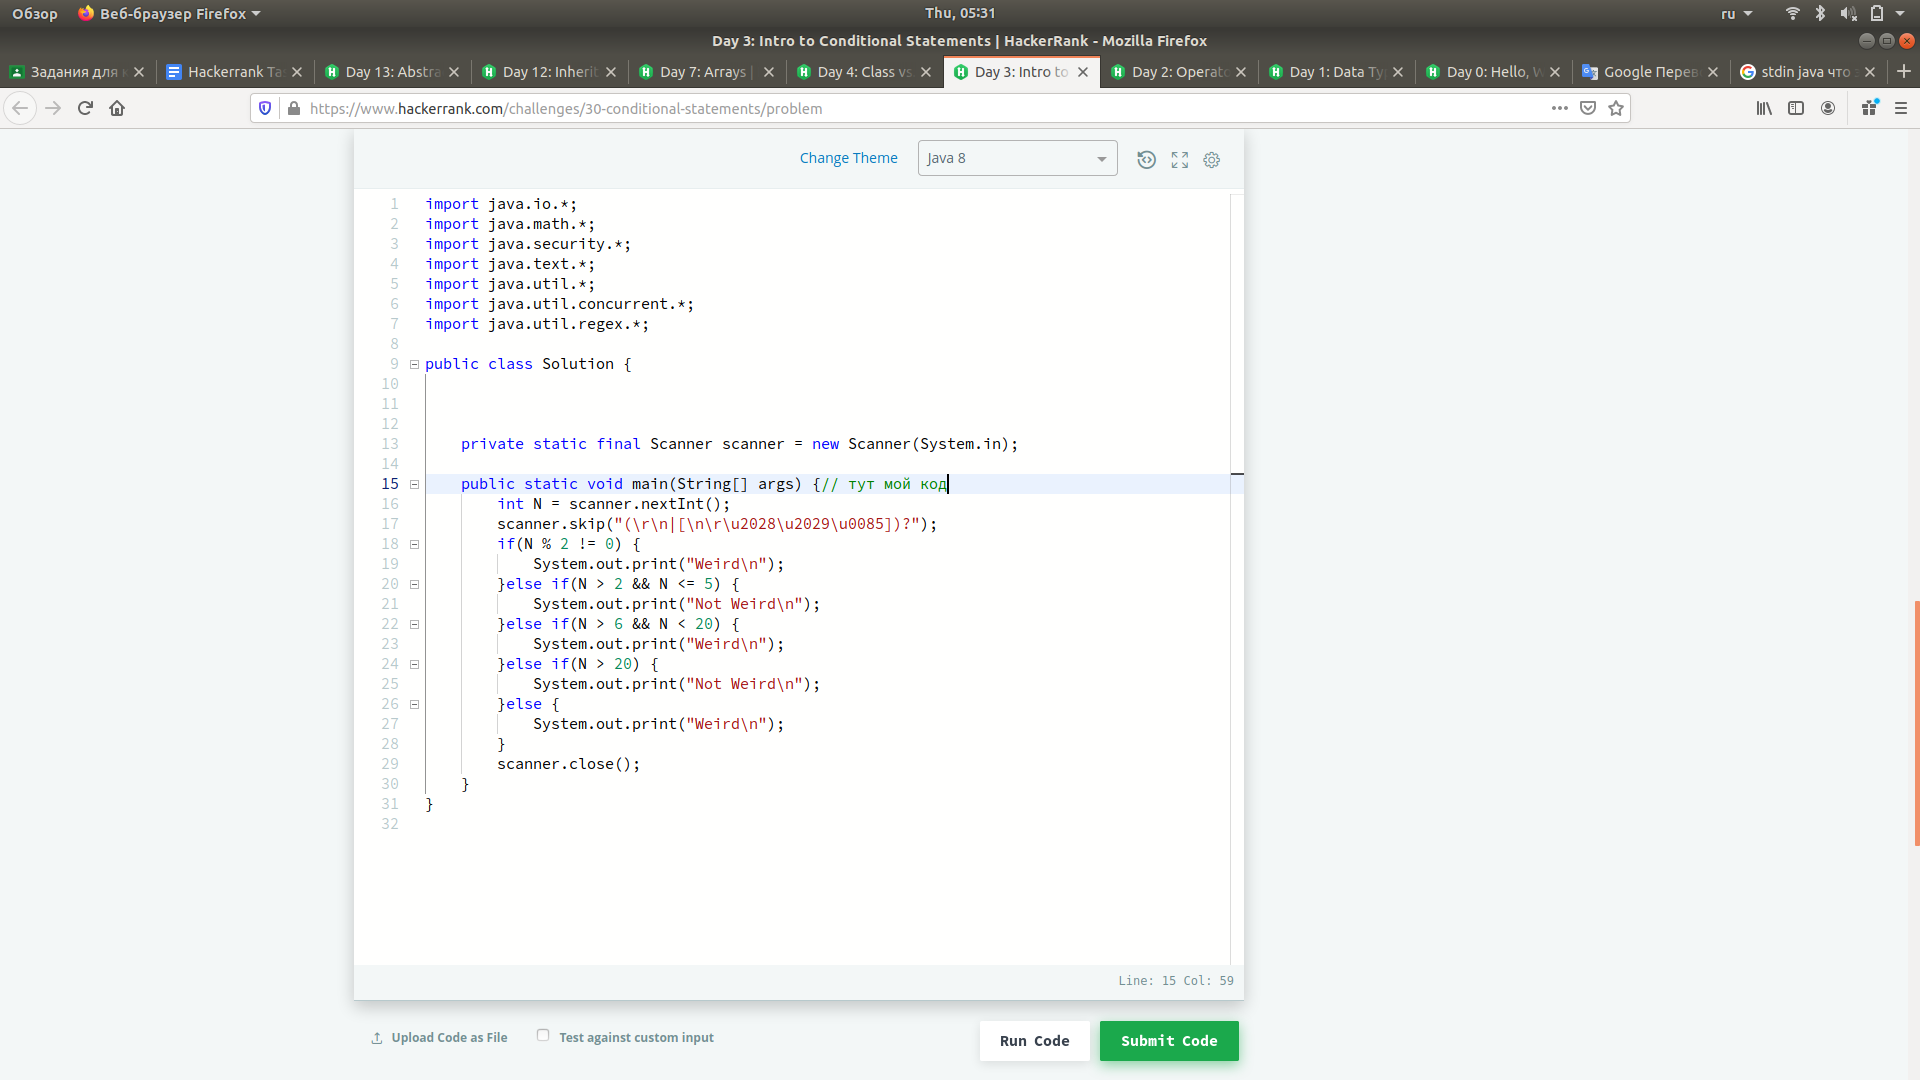 Обзор Веб-браузер Firefox Thu, 05:31 ru
Day 3: Intro to Conditional Statements | HackerRank - Mozilla Firefox
Задания для Hackerrank Ta Day 13: Abstra Day 12: Inherit Day 7: Arrays | Day 4: Class vs Day 3: Intro to Day 2: Operato Day 1: Data Ty Day 0: Hello, W Google Перев stdin java что
https://www.hackerrank.com/challenges/30-conditional-statements/problem
Change Theme Java 8
1 import java.io.*;
2 import java.math.*;
3 import java.security.*;
4 import java.text.*;
5 import java.util.*;
6 import java.util.concurrent.*;
7 import java.util.regex.*;
8
9 public class Solution {
10
11
12
13 private static final Scanner scanner = new Scanner(System.in);
14
15 public static void main(String[] args) {// тут мой код
16 int N = scanner.nextInt();
17 scanner.skip("(\r\n|[\n\r\u2028\u2029\u0085])?");
18 if(N % 2 != 0) {
19 System.out.print("Weird\n");
20 }else if(N > 2 && N <= 5) {
21 System.out.print("Not Weird\n");
22 }else if(N > 6 && N < 20) {
23 System.out.print("Weird\n");
24 }else if(N > 20) {
25 System.out.print("Not Weird\n");
26 }else {
27 System.out.print("Weird\n");
28 }
29 scanner.close();
30 }
31 }
32
Line: 15 Col: 59
Upload Code as File Test against custom input Run Code Submit Code